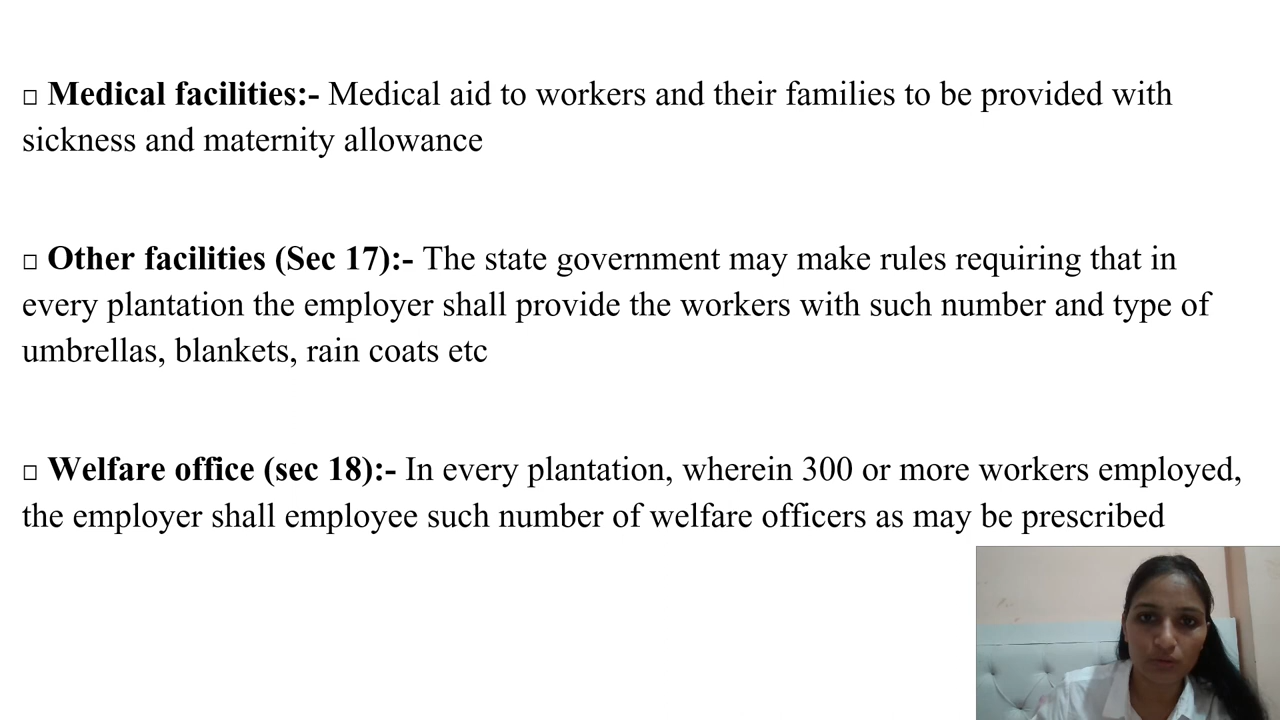 □ Medical facilities:- Medical aid to workers and their families to be provided with
sickness and maternity allowance
□ Other facilities (Sec 17):- The state government may make rules requiring that in
every plantation the employer shall provide the workers with such number and type of
umbrellas, blankets, rain coats etc
□ Welfare office (sec 18):- In every plantation, wherein 300 or more workers employed,
the employer shall employee such number of welfare officers as may be prescribed